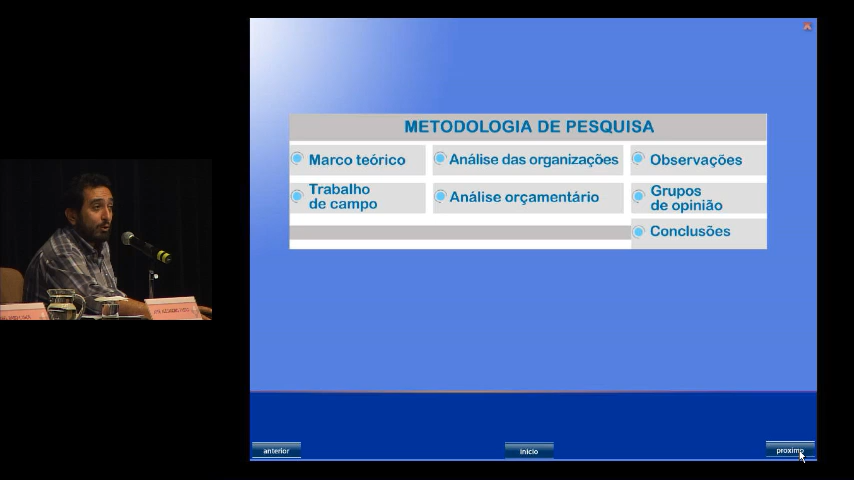 METODOLOGIA DE PESQUISA
Marco teórico
Análise das organizações
Observações
Trabalho
de campo
Análise orçamentário
Grupos
de opinião
Conclusões
anterior
início
proximo